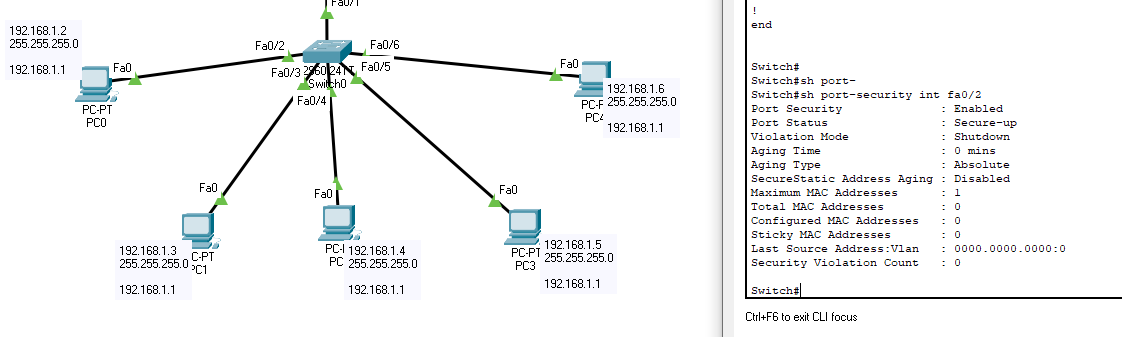 Fa0/1
192.168.1.2
255.255.255.0
192.168.1.1
Fa0
PC-PT
PC0
Fa0/2
Fa0/6
Fa0/3
2960-24TT
Fa0/5
Switch0
Fa0/4
Fa0
192.168.1.6
255.255.255.0
192.168.1.1
PC4
Fa0
192.168.1.3
255.255.255.0
192.168.1.1
C-PT
PC1
Fa0
192.168.1.4
255.255.255.0
192.168.1.1
PC
Fa0
PC-PT
PC3
192.168.1.5
255.255.255.0
192.168.1.1
!
end
Switch#
Switch#sh port-
Switch#sh port-security int fa0/2
Port Security : Enabled
Port Status : Secure-up
Violation Mode : Shutdown
Aging Time : 0 mins
Aging Type : Absolute
SecureStatic Address Aging : Disabled
Maximum MAC Addresses : 1
Total MAC Addresses : 0
Configured MAC Addresses : 0
Sticky MAC Addresses : 0
Last Source Address:Vlan : 0000.0000.0000:0
Security Violation Count : 0
Switch#
Ctrl+F6 to exit CLI focus